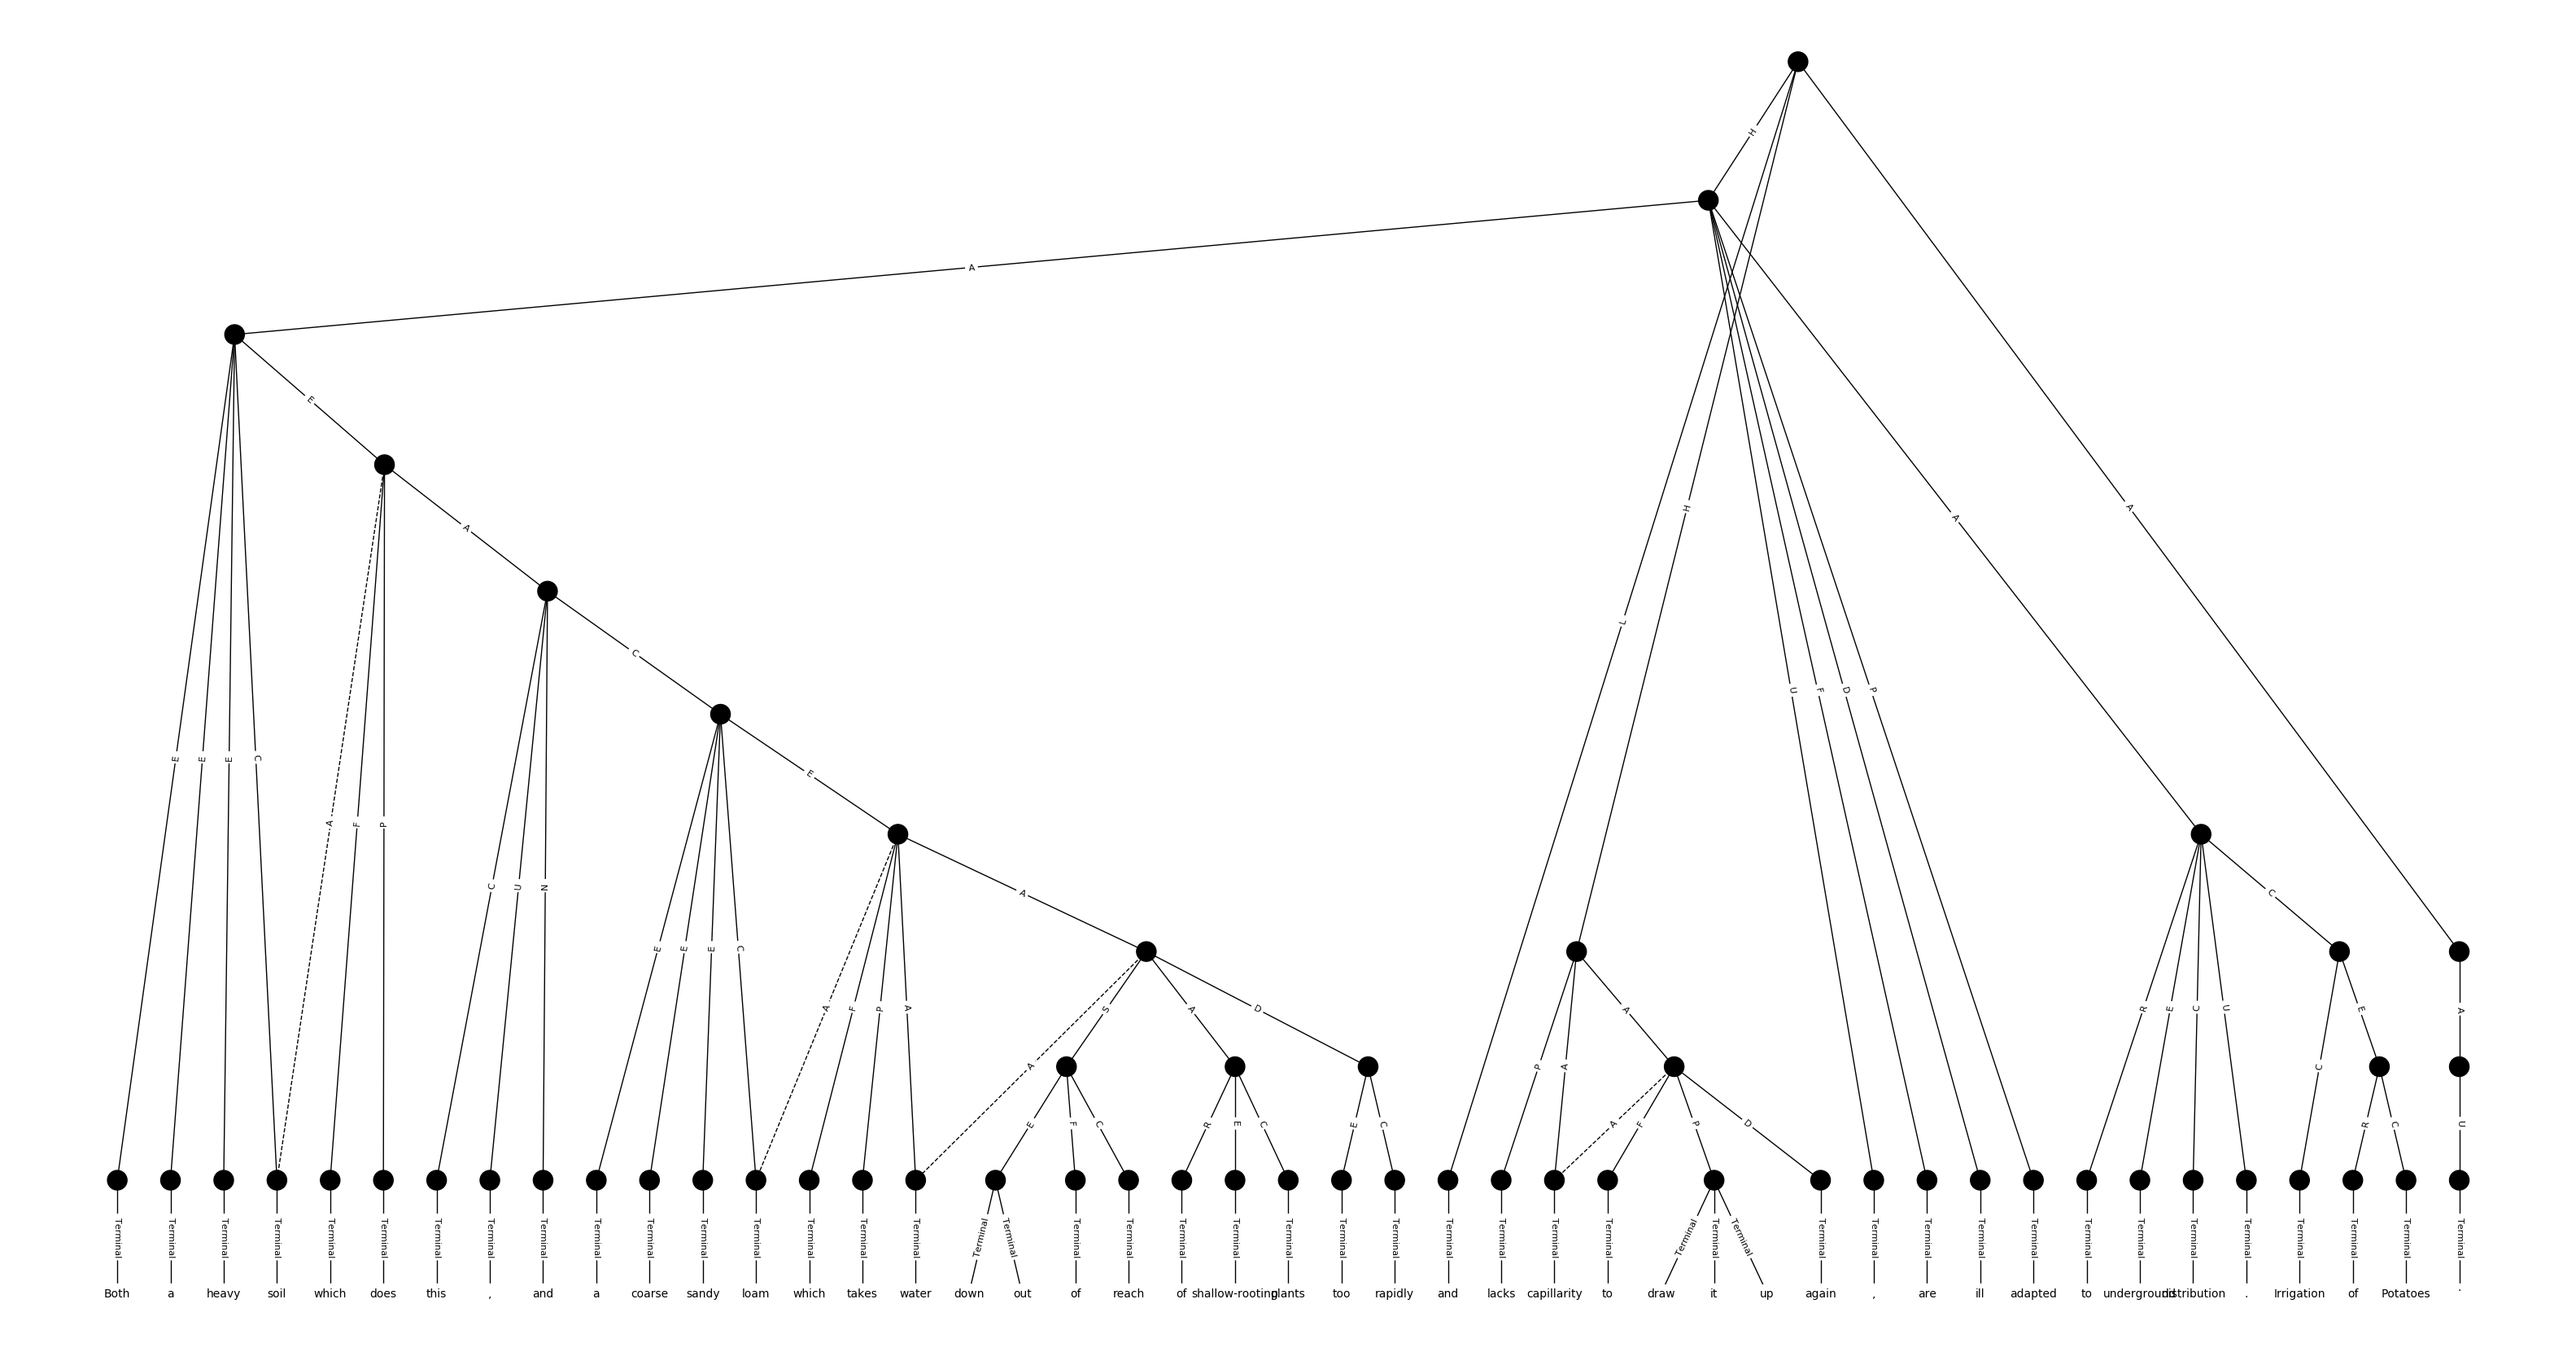 H
A
E
A
C
E
A
L H A A
E E E C A F P C U N E E E C A F P A S A D P A A U F D P R E C U C C E A
A E F C R E C E C A F P D R C U
Terminal Terminal Terminal Terminal Terminal Terminal Terminal Terminal Terminal Terminal Terminal Terminal Terminal Terminal Terminal Terminal Terminal Terminal Terminal Terminal Terminal Terminal Terminal Terminal Terminal Terminal Terminal Terminal Terminal Terminal Terminal Terminal Terminal Terminal Terminal Terminal Terminal Terminal Terminal Terminal Terminal Terminal Terminal Terminal Terminal
Both a heavy soil which does this , and a coarse sandy loam which takes water down out of reach of shallow-rooting plants too rapidly and lacks capillarity to draw it up again , are ill adapted to underground distribution . Irrigation of Potatoes .